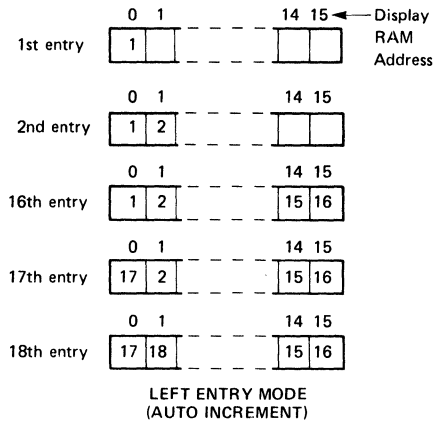 0 1 14 15 Display
RAM
Address
1st entry 1
0 1 14 15
2nd entry 1 2
0 1 14 15
16th entry 1 2 15 16
0 1 14 15
17th entry 17 2 15 16
0 1 14 15
18th entry 17 18 15 16
LEFT ENTRY MODE
(AUTO INCREMENT)